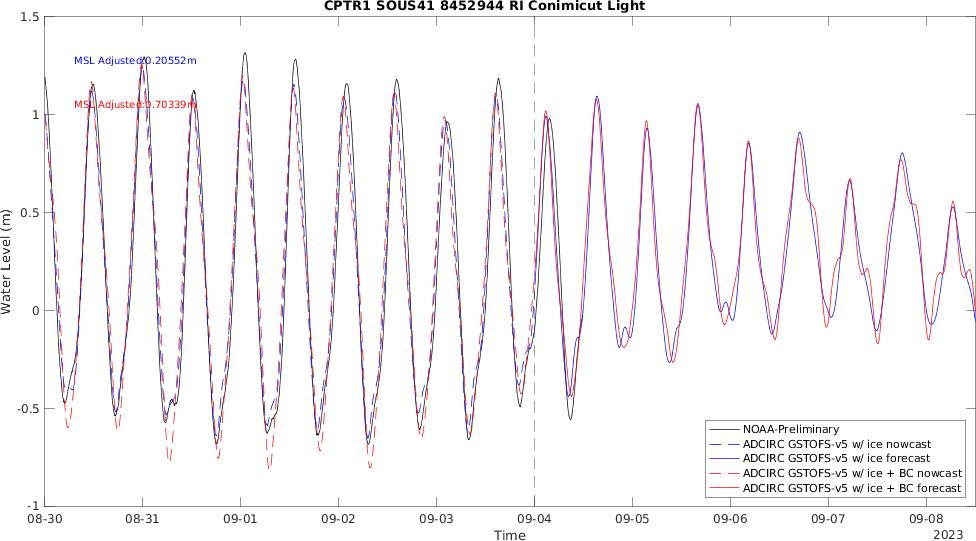 CPTR1 SOUS41 8452944 RI Conimicut Light
1.5
MSL Adjusted:0.20552m
MSL Adjusted:0.70339m
1
0.5
Water Level (m)
0
-0.5
NOAA-Preliminary
ADCIRC GSTOFS-v5 w/ ice nowcast
ADCIRC GSTOFS-v5 w/ ice forecast
ADCIRC GSTOFS-v5 w/ ice + BC nowcast
ADCIRC GSTOFS-v5 w/ ice + BC forecast
-1
08-30 08-31 09-01 09-02 09-03 09-04 09-05 09-06 09-07 09-08
Time
2023